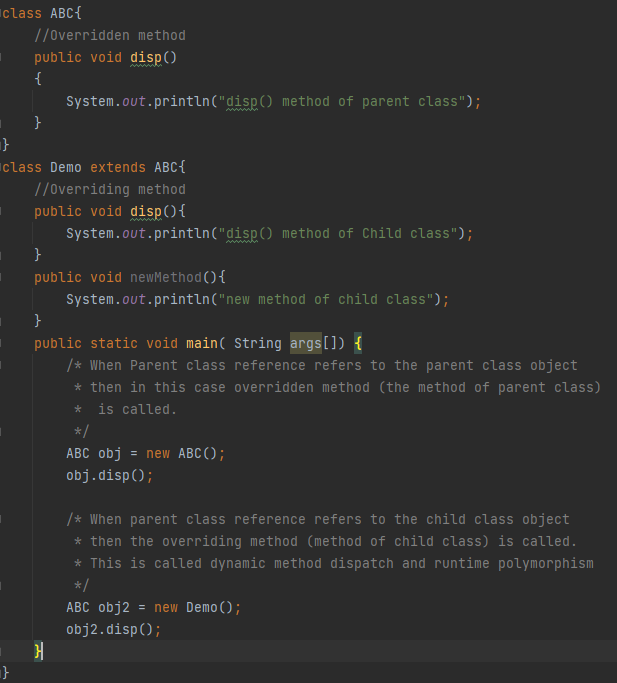 class ABC{
//Overridden method
public void disp()
{
System.out.println("disp() method of parent class");
}
}
class Demo extends ABC{
//Overriding method
public void disp(){
System.out.println("disp() method of Child class");
}
public void newMethod(){
System.out.println("new method of child class");
}
public static void main( String args[]) {
/* When Parent class reference refers to the parent class object
* then in this case overridden method (the method of parent class)
*  is called.
*/
ABC obj = new ABC();
obj.disp();
/* When parent class reference refers to the child class object
* then the overriding method (method of child class) is called.
* This is called dynamic method dispatch and runtime polymorphism
*/
ABC obj2 = new Demo();
obj2.disp();
}
}